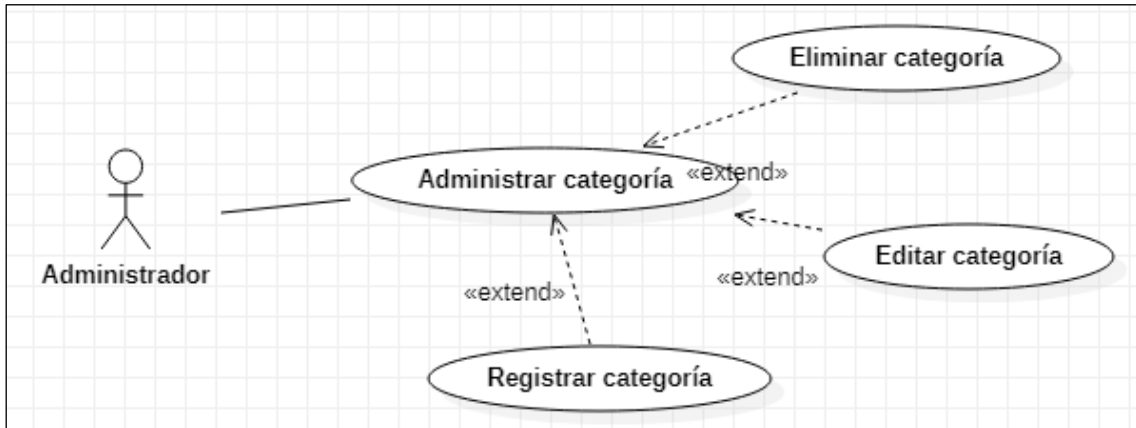 Eliminar categoría
Administrar categoría
«extend»
Administrador
Editar categoría
«extend»
«extend»
Registrar categoría